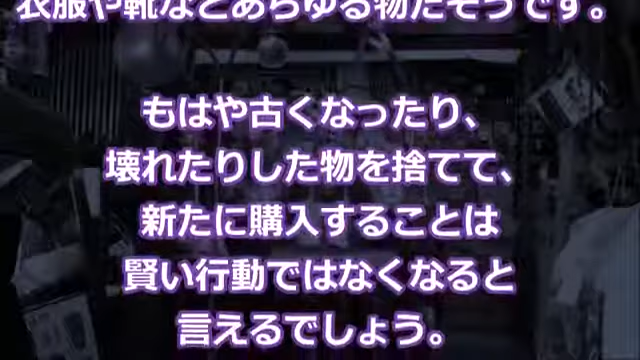 衣服や靴などあらゆる物だそうです。
もはや古くなったり、
壊れたりした物を捨てて、
新たに購入することは
賢い行動ではなくなると
言えるでしょう。